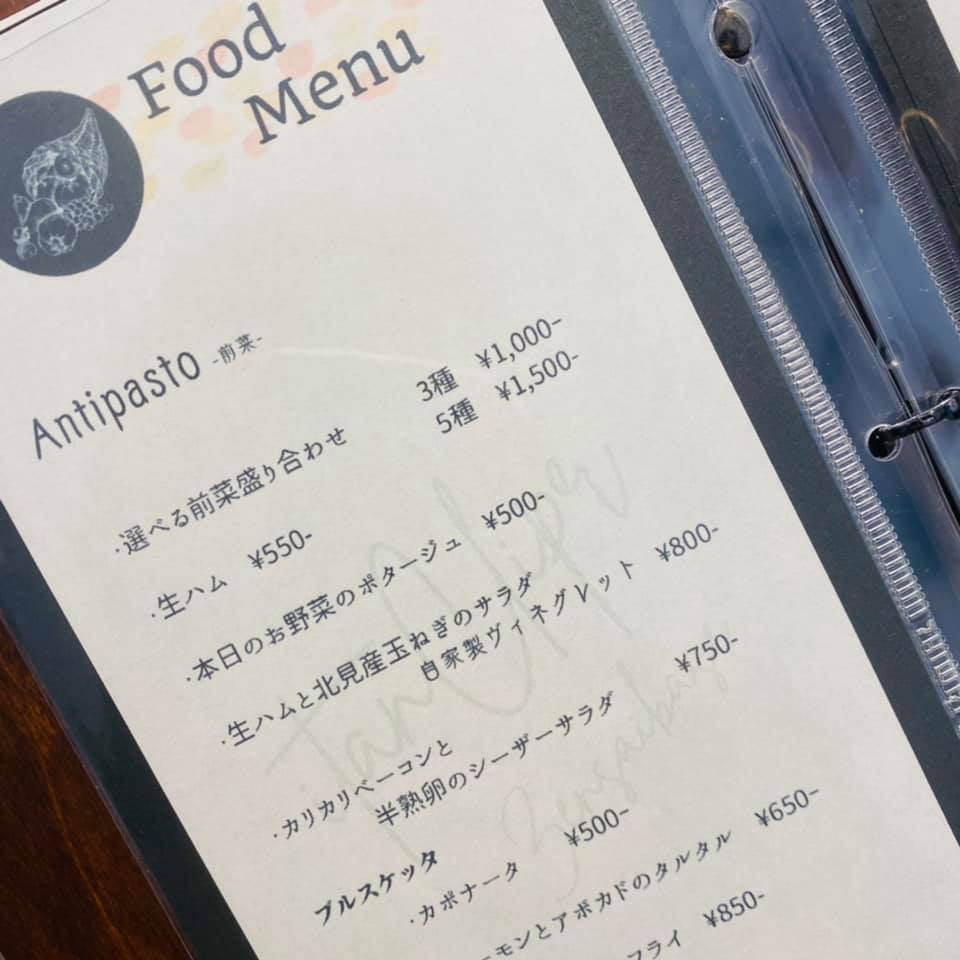 Food
Menu
Antipasto -前菜-
・選べる前菜盛り合わせ 3種 ¥1,000-
5種 ¥1,500-
・生ハム ¥550-
・本日のお野菜のポタージュ ¥500-
・生ハムと北見産玉ねぎのサラダ
自家製ヴィネグレット ¥800-
・カリカリベーコンと
半熟卵のシーザーサラダ ¥750-
ブルスケッタ
・カポナータ ¥500-
ーモンとアボカドのタルタル ¥650-
フライ ¥850-